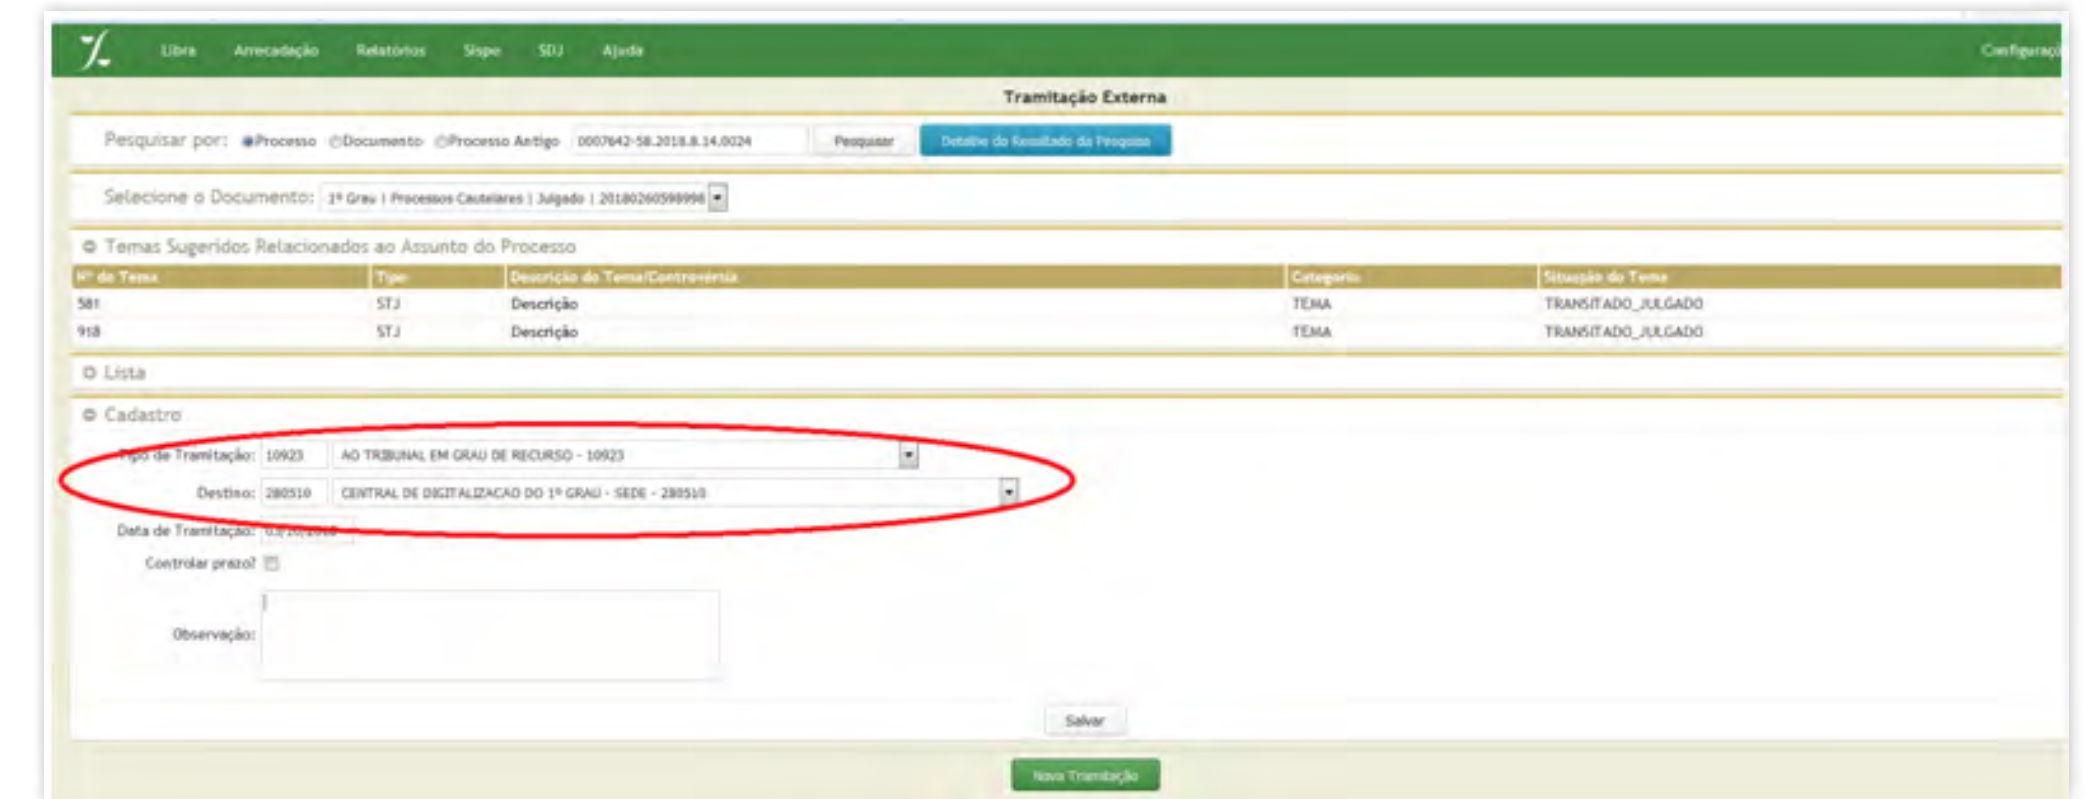 Libra Arrecadação Relatórios Sispe SDJ Ajuda Configuraçõ
Tramitação Externa
Pesquisar por: Processo Documento Processo Antigo 0007642-58.2018.8.14.0024 Pesquisar Detalhe do Resultado da Pesquisa
Selecione o Documento: 1º Grau | Processos Cautelares | Julgado | 20180260598998
Temas Sugeridos Relacionados ao Assunto do Processo
Nº do Tema Tipo Descrição do Tema/Controvérsia Categoria Situação do Tema
581 STJ Descrição TEMA TRANSITADO_JULGADO
918 STJ Descrição TEMA TRANSITADO_JULGADO
Lista
Cadastro
Tipo de Tramitação: 10923 AO TRIBUNAL EM GRAU DE RECURSO - 10923
Destino: 280510 CENTRAL DE DIGITALIZACAO DO 1º GRAU - SEDE - 280510
Data de Tramitação:
Controlar prazo?
Observação:
Salvar
Nova Tramitação